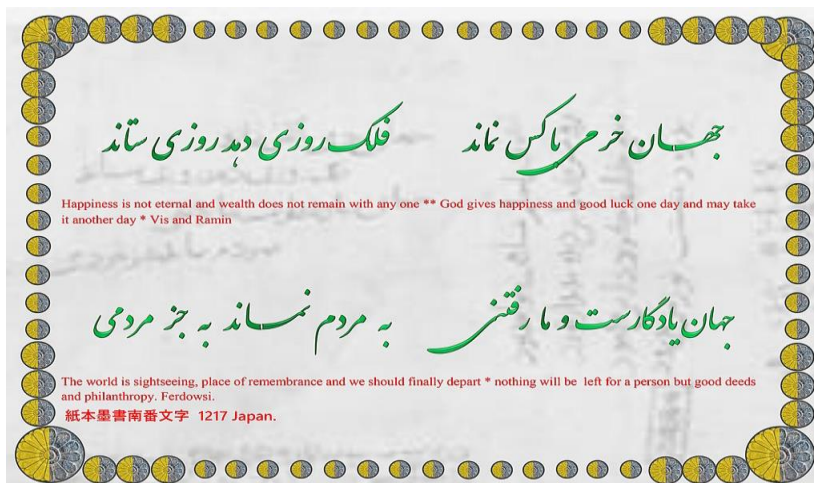 جهان خرمی با کس نماند فلک روزی دهد روزی ستاند
Happiness is not eternal and wealth does not remain with any one ** God gives happiness and good luck one day and may take
it another day * Vis and Ramin
جهان یادگارست و ما رفتنی به مردم نماند به جز مردمی
The world is sightseeing, place of remembrance and we should finally depart * nothing will be left for a person but good deeds
and philanthropy. Ferdowsi.
紙本墨書南番文字 1217 Japan.